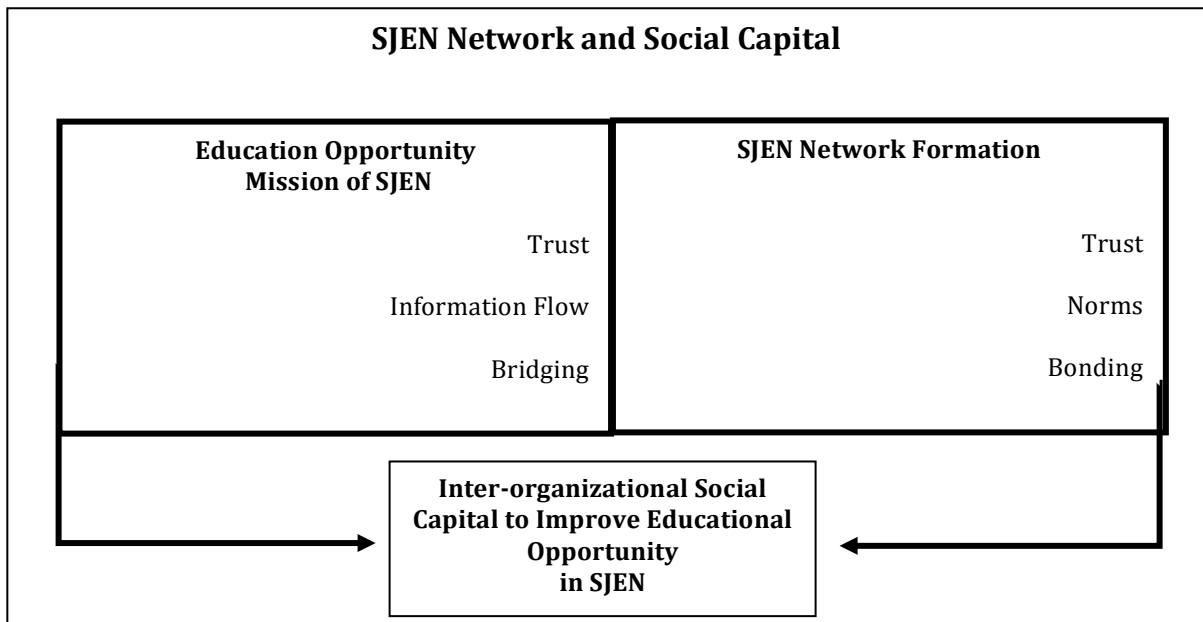 SJEN Network and Social Capital
Education Opportunity
Mission of SJEN
Trust
Information Flow
Bridging
SJEN Network Formation
Trust
Norms
Bonding
Inter-organizational Social
Capital to Improve Educational
Opportunity
in SJEN